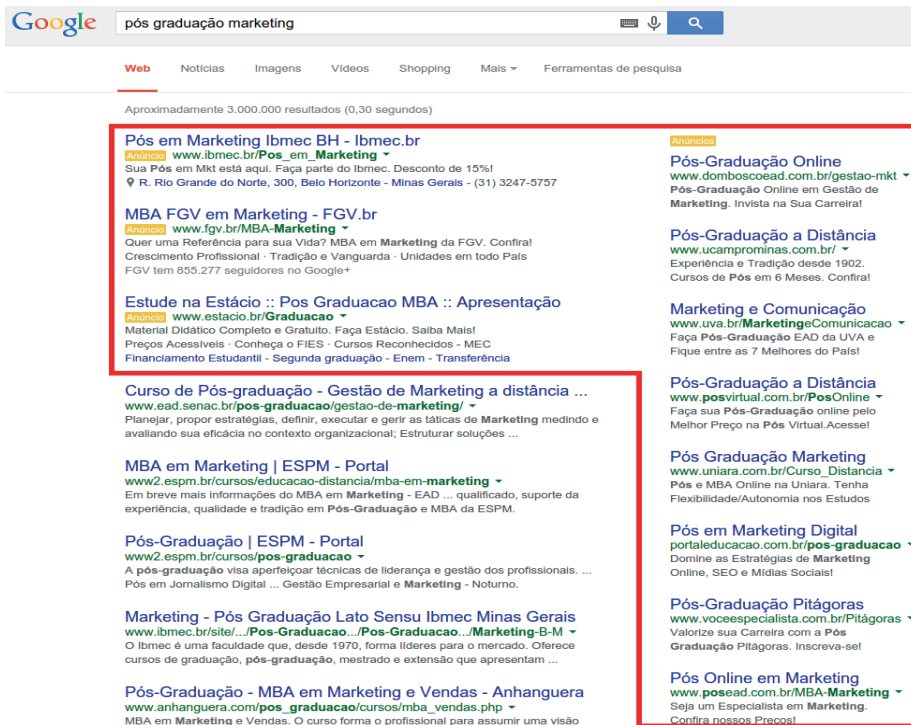 Google
pós graduação marketing
Web Notícias Imagens Vídeos Shopping Mais Ferramentas de pesquisa
Aproximadamente 3.000.000 resultados (0,30 segundos)
Pós em Marketing Ibmec BH - Ibmec.br
Anúncio www.ibmec.br/Pos_em_Marketing
Sua Pós em Mkt está aqui. Faça parte do Ibmec. Desconto de 15%!
R. Rio Grande do Norte, 300, Belo Horizonte - Minas Gerais - (31) 3247-5757
MBA FGV em Marketing - FGV.br
Anúncio www.fgv.br/MBA-Marketing
Quer uma Referência para sua Vida? MBA em Marketing da FGV. Confira!
Crescimento Profissional · Tradição e Vanguarda · Unidades em todo País
FGV tem 855.277 seguidores no Google+
Estude na Estácio :: Pos Graduacao MBA :: Apresentação
Anúncio www.estacio.br/Graduacao
Material Didático Completo e Gratuito. Faça Estácio. Saiba Mais!
Preços Acessíveis · Conheça o FIES · Cursos Reconhecidos - MEC
Financiamento Estudantil - Segunda graduação - Enem - Transferência
Curso de Pós-graduação - Gestão de Marketing a distância ...
www.ead.senac.br/pos-graduacao/gestao-de-marketing/
Planejar, propor estratégias, definir, executar e gerir as táticas de Marketing medindo e
avaliando sua eficácia no contexto organizacional; Estruturar soluções ...
MBA em Marketing | ESPM - Portal
www2.espm.br/cursos/educacao-distancia/mba-em-marketing
Em breve mais informações do MBA em Marketing - EAD ... qualificado, suporte da
experiência, qualidade e tradição em Pós-Graduação e MBA da ESPM.
Pós-Graduação | ESPM - Portal
www2.espm.br/cursos/pos-graduacao
A pós-graduação visa aperfeiçoar técnicas de liderança e gestão dos profissionais. ...
Pós em Jornalismo Digital ... Gestão Empresarial e Marketing - Noturno.
Marketing - Pós Graduação Lato Sensu Ibmec Minas Gerais
www.ibmec.br/site/.../Pos-Graduacao.../Pos-Graduacao.../Marketing-B-M
O Ibmec é uma faculdade que, desde 1970, forma líderes para o mercado. Oferece
cursos de graduação, pós-graduação, mestrado e extensão que apresentam ...
Pós-Graduação - MBA em Marketing e Vendas - Anhanguera
www.anhanguera.com/pos_graduacao/cursos/mba_vendas.php
MBA em Marketing e Vendas. O curso forma o profissional para assumir uma visão
Anúncios
Pós-Graduação Online
www.domboscoead.com.br/gestao-mkt
Pós-Graduação Online em Gestão de
Marketing. Invista na Sua Carreira!
Pós-Graduação a Distância
www.ucamprominas.com.br/
Experiência e Tradição desde 1902.
Cursos de Pós em 6 Meses. Confira!
Marketing e Comunicação
www.uva.br/MarketingeComunicacao
Faça Pós-Graduação EAD da UVA e
Fique entre as 7 Melhores do País!
Pós-Graduação a Distância
www.posvirtual.com.br/PosOnline
Faça sua Pós-Graduação online pelo
Melhor Preço na Pós Virtual.Acesse!
Pós Graduação Marketing
www.uniara.com.br/Curso_Distancia
Pós e MBA Online na Uniara. Tenha
Flexibilidade/Autonomia nos Estudos
Pós em Marketing Digital
portaleducacao.com.br/pos-graduacao
Domine as Estratégias de Marketing
Online, SEO e Mídias Sociais!
Pós-Graduação Pitágoras
www.voceespecialista.com.br/Pitágoras
Valorize sua Carreira com a Pós
Graduação Pitágoras. Inscreva-se!
Pós Online em Marketing
www.posead.com.br/MBA-Marketing
Seja um Especialista em Marketing.
Confira nossos Preços!